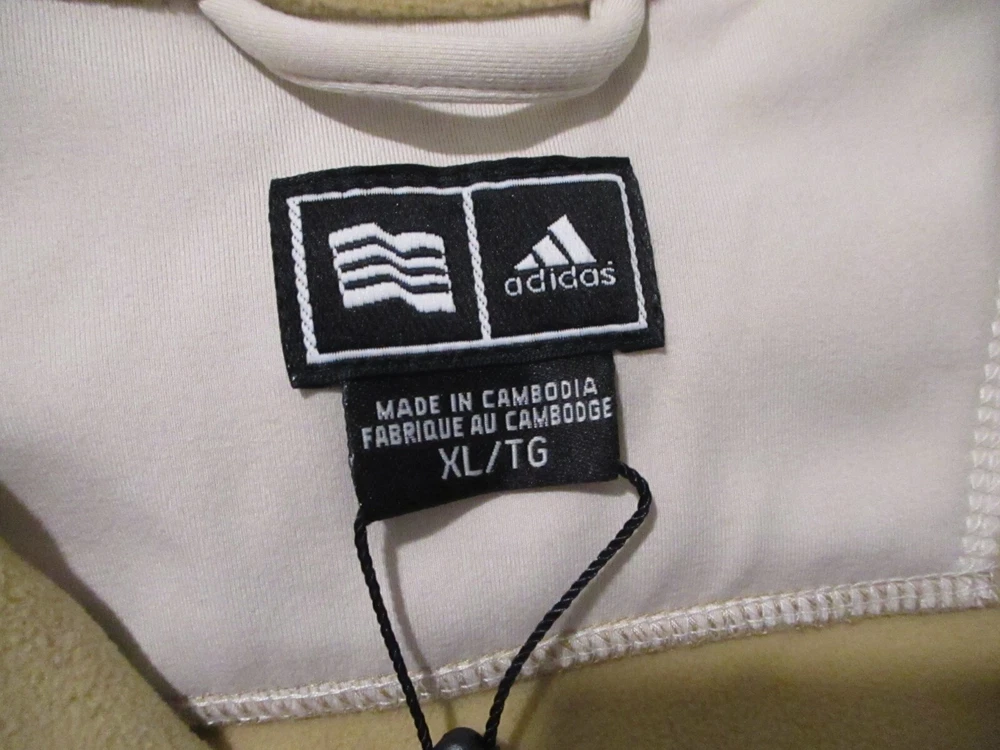 adidas
MADE IN CAMBODIA
FABRIQUE AU CAMBODGE
XL/TG